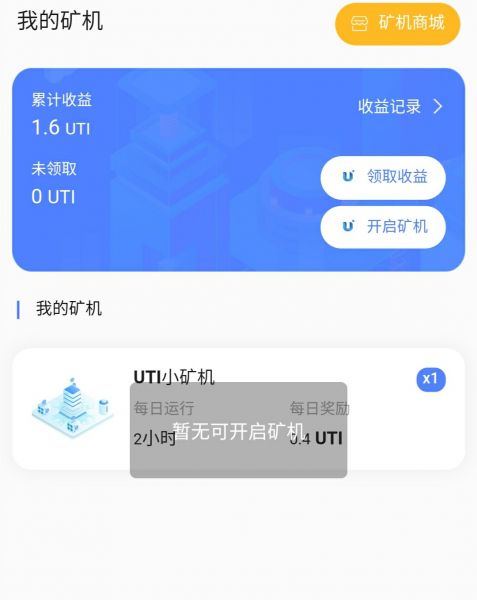 我的矿机
矿机商城
累计收益
1.6 UTI
收益记录
未领取
0 UTI
领取收益
开启矿机
我的矿机
UTI小矿机
x1
每日运行
每日奖励
2小时
0.4 UTI
暂无可开启矿机